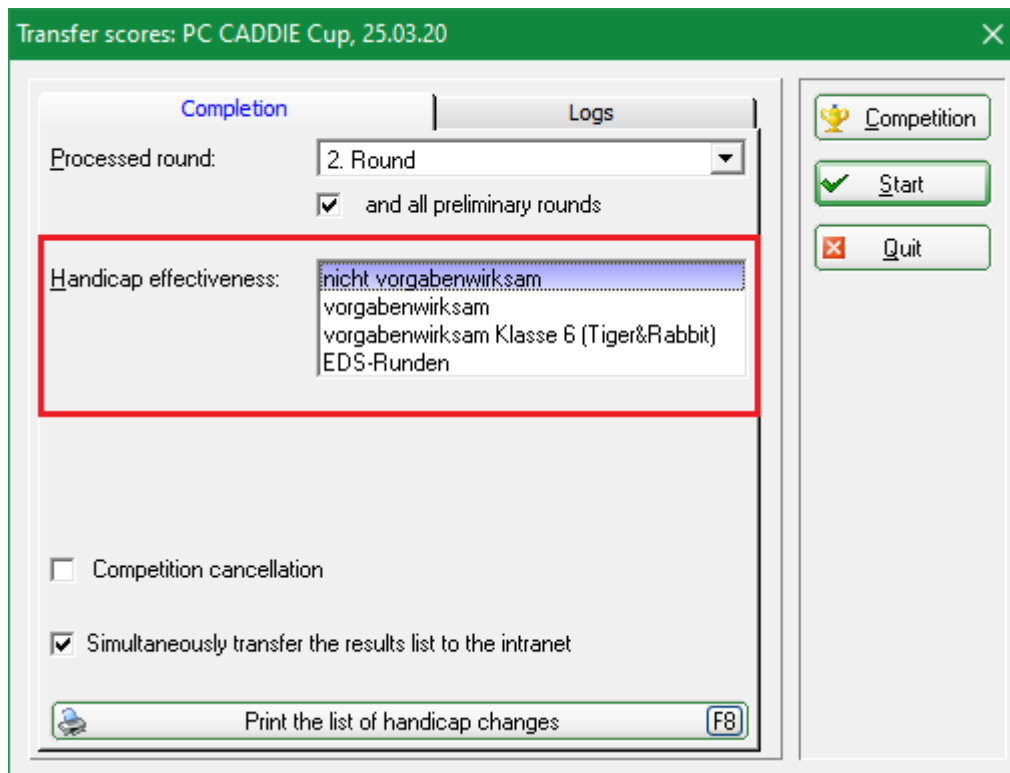 Transfer scores: PC CADDIE Cup, 25.03.20
Completion
Logs
Processed round:
2. Round
and all preliminary rounds
Handicap effectiveness:
nicht vorgabenwirksam
vorgabenwirksam
vorgabenwirksam Klasse 6 (Tiger&Rabbit)
EDS-Runden
Competition cancellation
Simultaneously transfer the results list to the intranet
Print the list of handicap changes
F8
Competition
Start
Quit